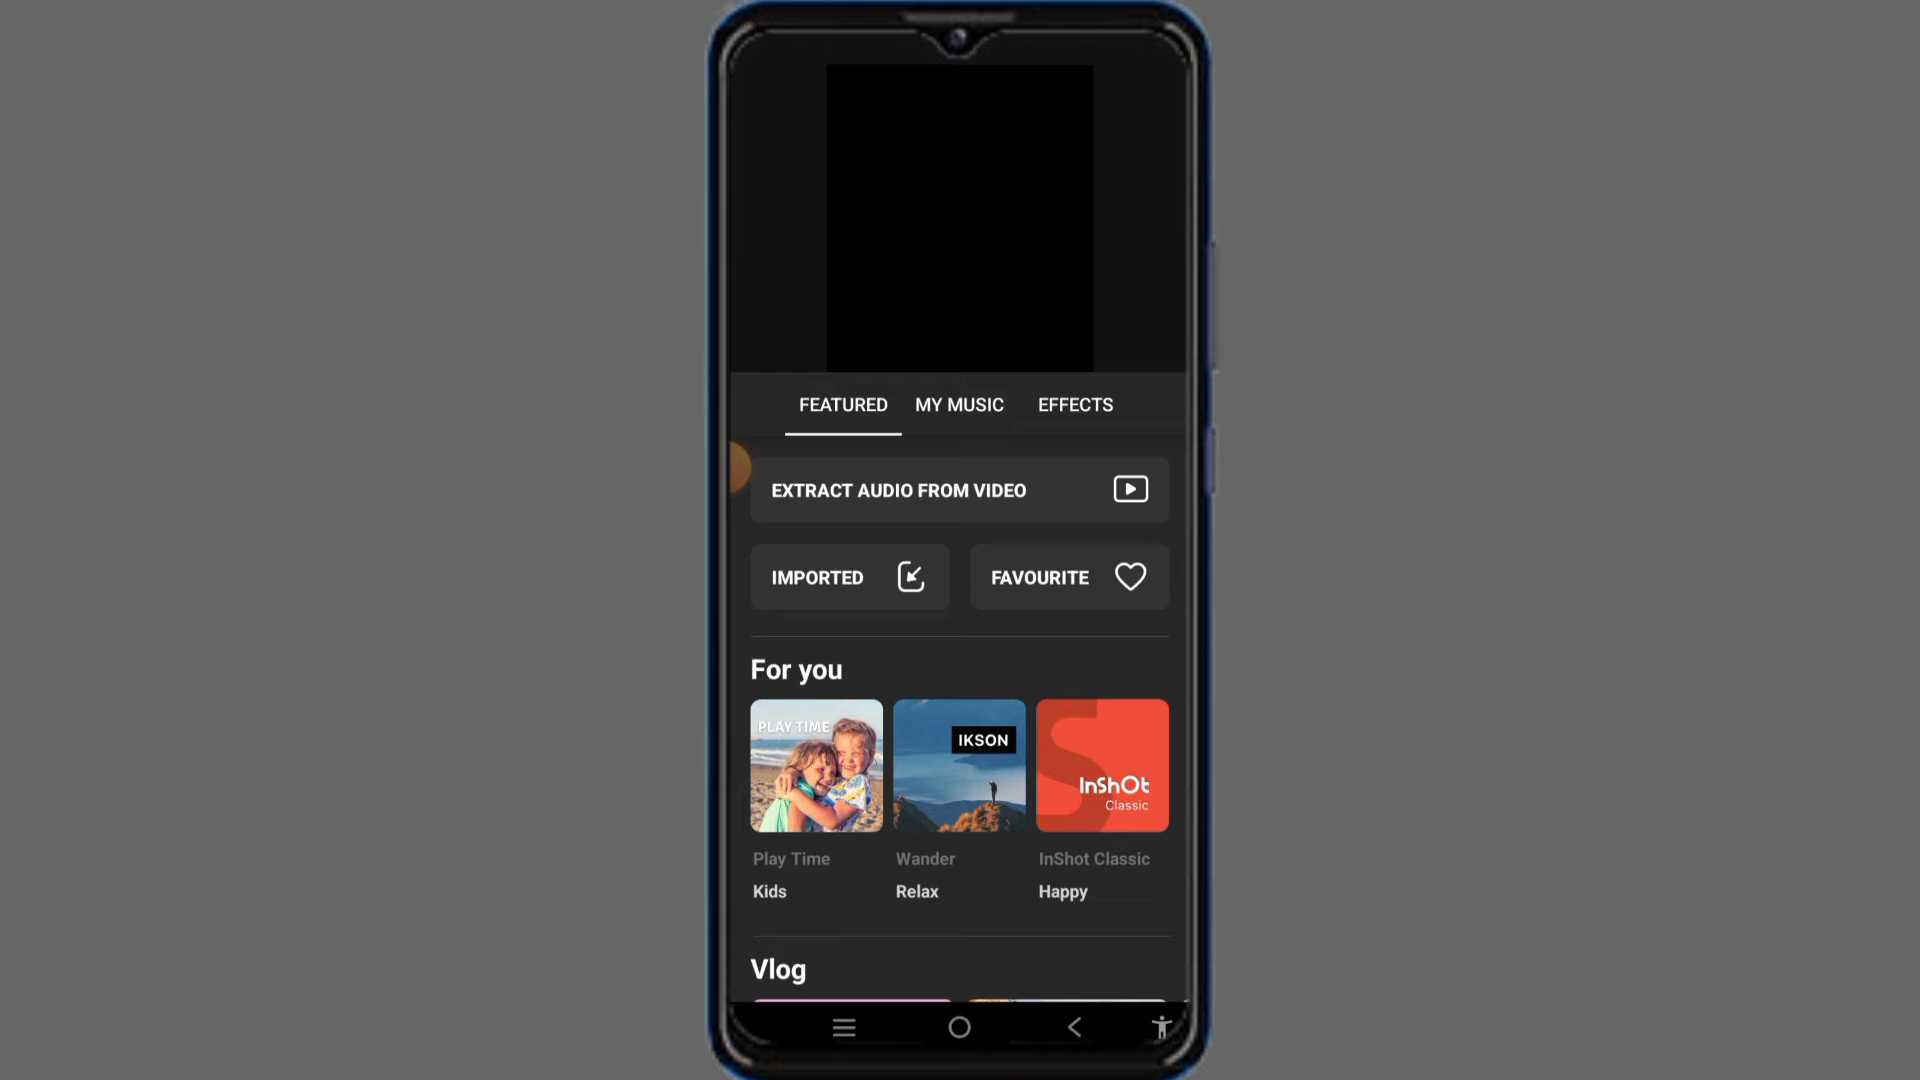 FEATURED MY MUSIC EFFECTS
EXTRACT AUDIO FROM VIDEO
IMPORTED FAVOURITE
For you
PLAY TIME
IKSON
InShOt
Classic
Play Time Wander InShot Classic
Kids Relax Happy
Vlog